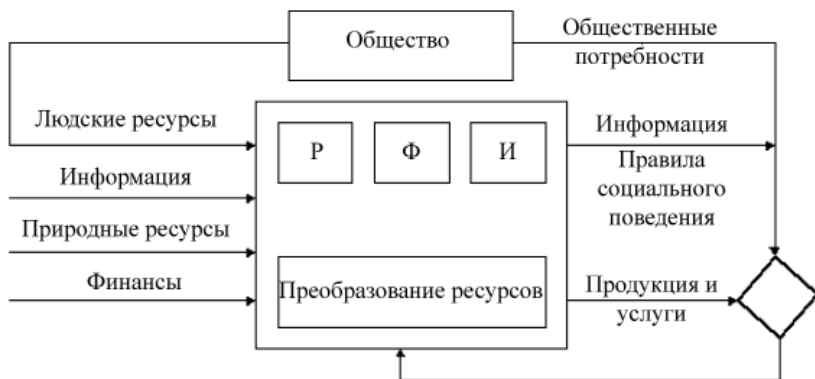 Общество
Общественные
потребности
Людские ресурсы
Р
Ф
И
Информация
Информация
Правила
социального
поведения
Природные ресурсы
Финансы
Преобразование ресурсов
Продукция и
услуги